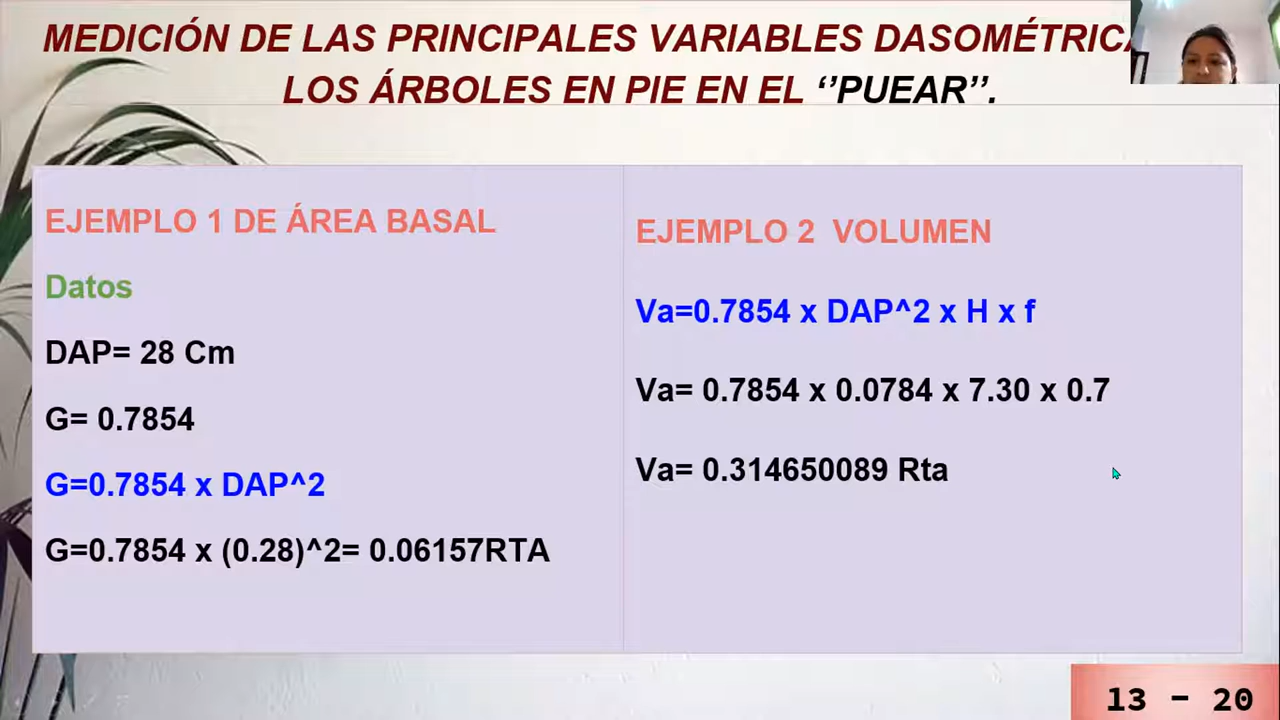 MEDICIÓN DE LAS PRINCIPALES VARIABLES
LOS ÁRBOLES EN PIE EN EL ‘’PUEAR’’.
EJEMPLO 1 DE ÁREA BASAL
Datos
DAP= 28 Cm
G= 0.7854
G=0.7854 x DAP^2
G=0.7854 x (0.28)^2= 0.06157RTA
EJEMPLO 2 VOLUMEN
Va=0.7854 x DAP^2 x H x f
Va= 0.7854 x 0.0784 x 7.30 x 0.7
Va= 0.314650089 Rta
13 - 20